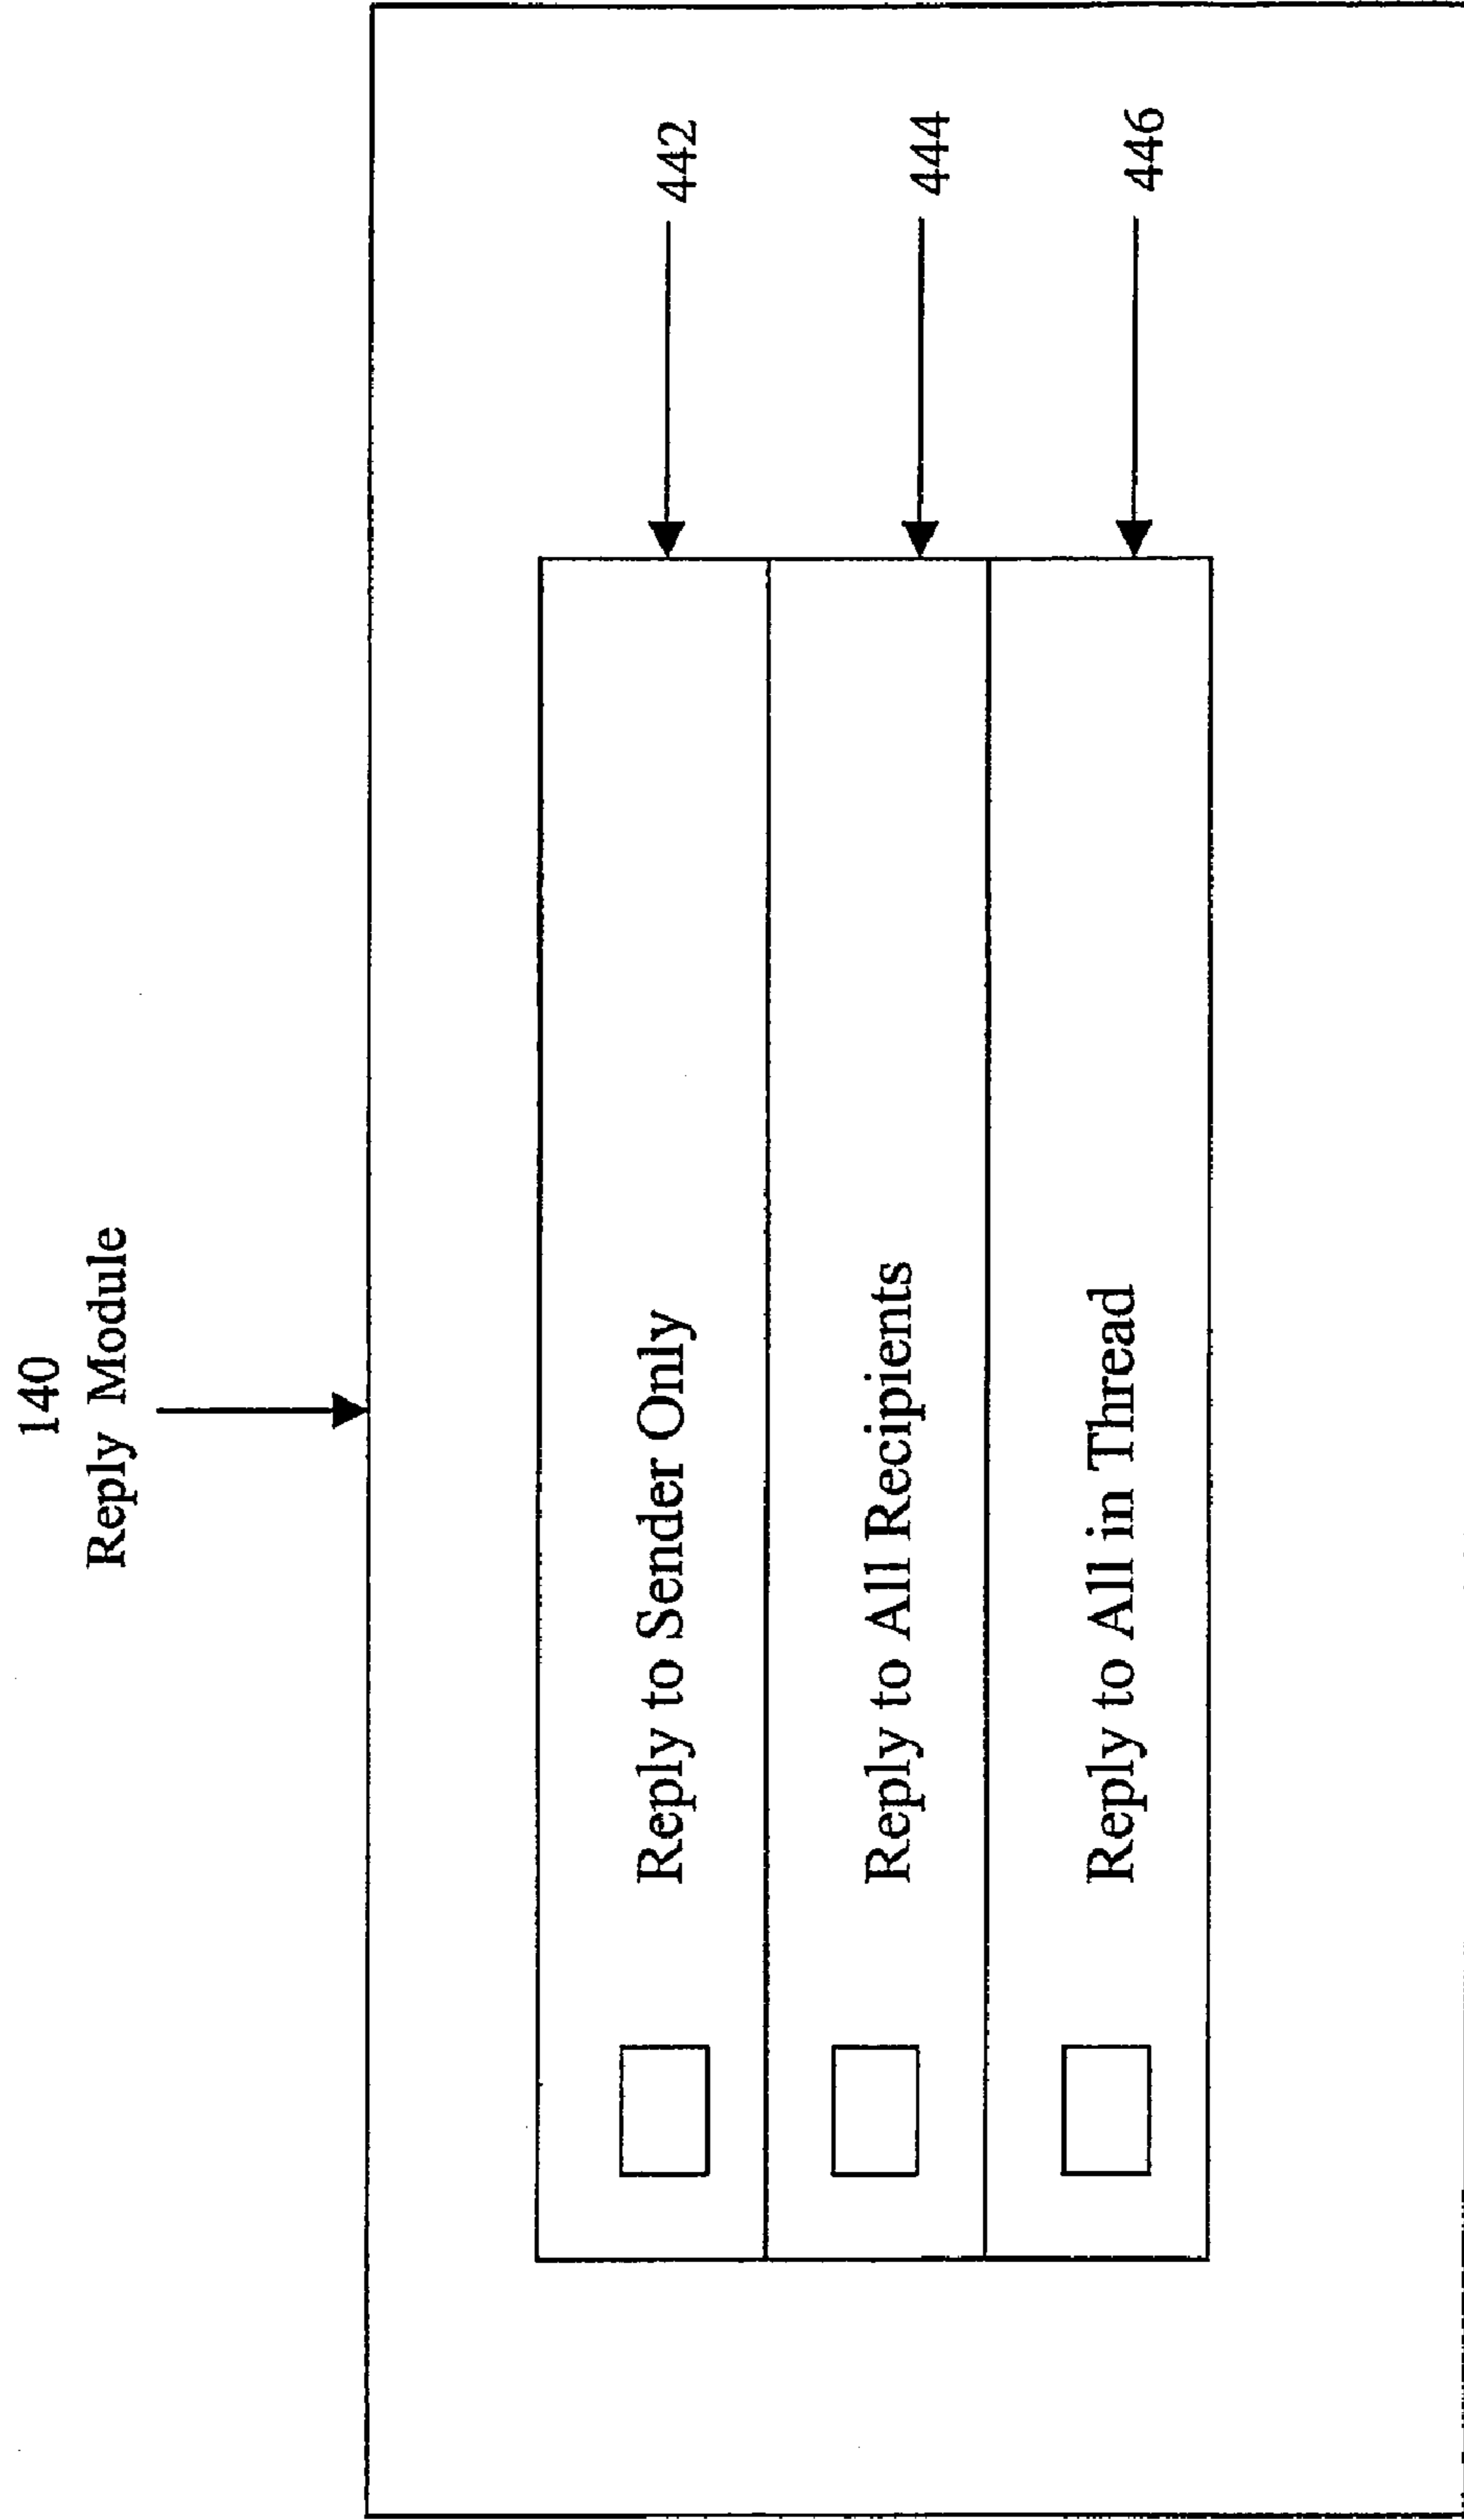 140
Reply Module
Reply to Sender Only
442
Reply to All Recipients
444
Reply to All in Thread
446